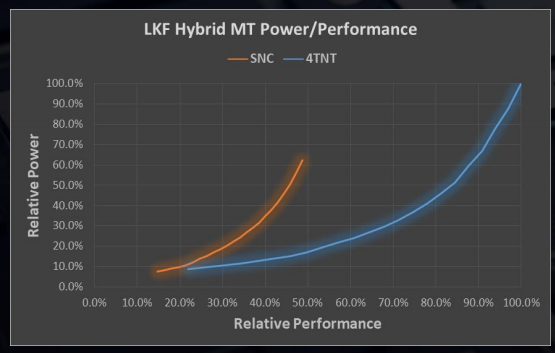 LKF Hybrid MT Power/Performance
SNC 4TNT
100.0%
90.0%
80.0%
70.0%
60.0%
50.0%
40.0%
30.0%
20.0%
10.0%
0.0%
Relative Power
0.0% 10.0% 20.0% 30.0% 40.0% 50.0% 60.0% 70.0% 80.0% 90.0% 100.0%
Relative Performance